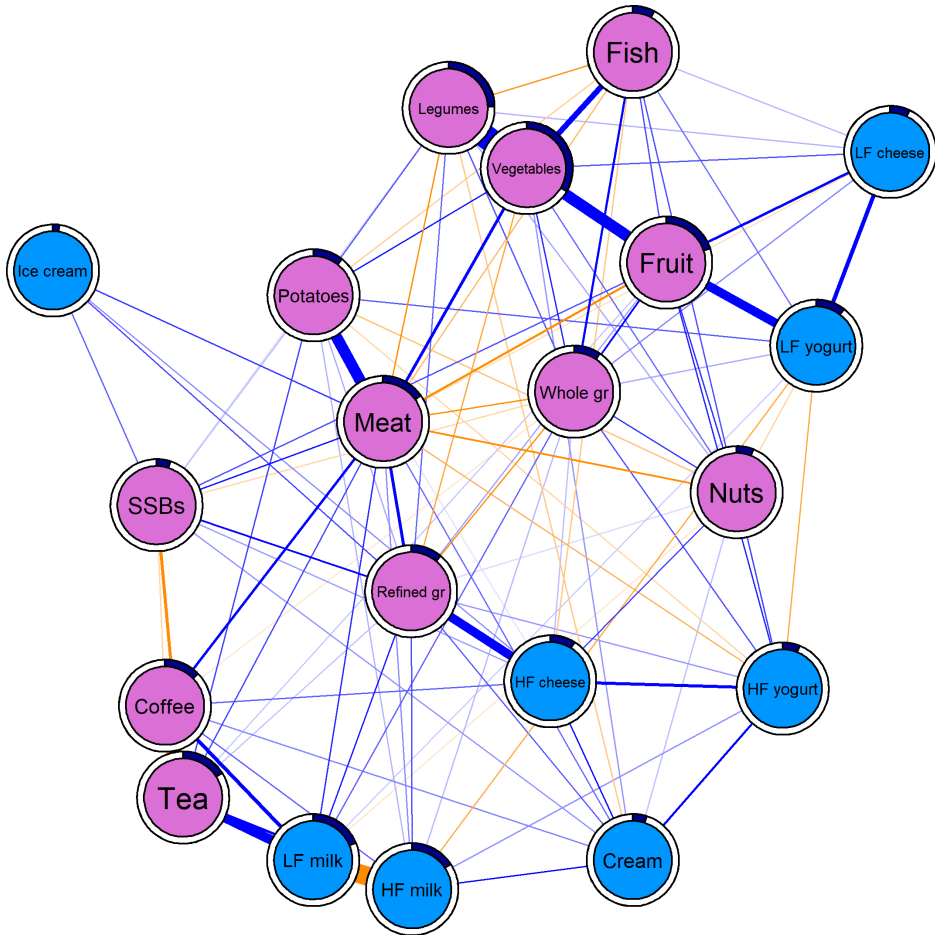 Fish
Legumes
LF cheese
Vegetables
Fruit
Ice cream
Potatoes
LF yogurt
Whole gr
Meat
Nuts
SSBs
Refined gr
HF cheese
HF yogurt
Coffee
Tea
LF milk
Cream
HF milk